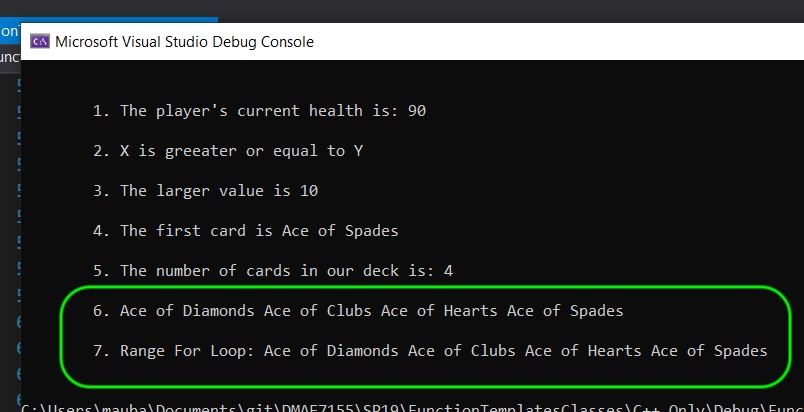 Microsoft Visual Studio Debug Console
1. The player's current health is: 90
2. X is greeater or equal to Y
3. The larger value is 10
4. The first card is Ace of Spades
5. The number of cards in our deck is: 4
6. Ace of Diamonds Ace of Clubs Ace of Hearts Ace of Spades
7. Range For Loop: Ace of Diamonds Ace of Clubs Ace of Hearts Ace of Spades
C:\Users\mauba\Documents\git\DMAE7155\SP19\FunctionTemplatesClasses\C++ Only\Debug\Func